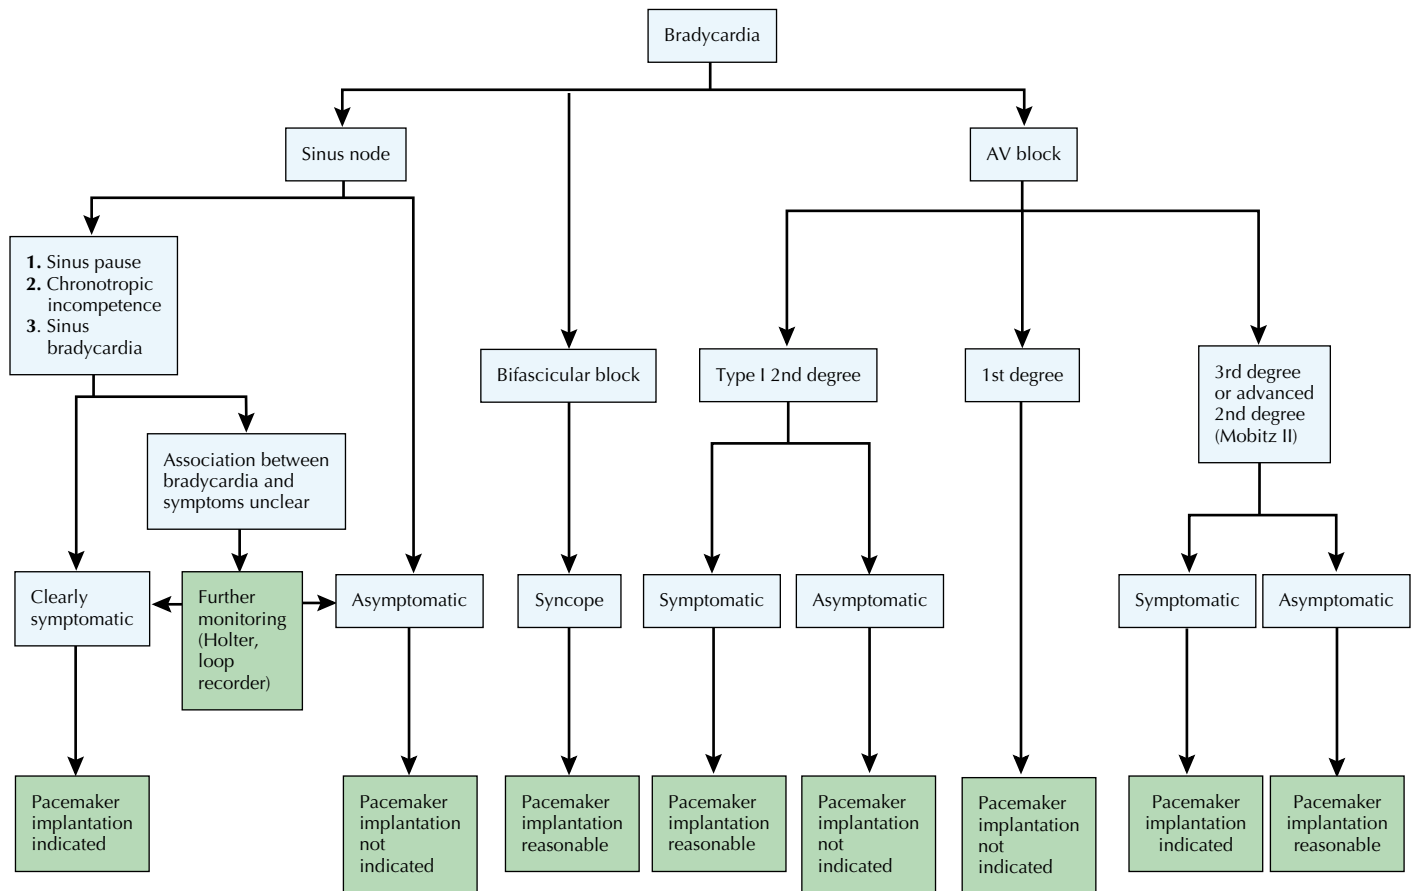 Bradycardia
Sinus node
AV block
1. Sinus pause
2. Chronotropic
incompetence
3. Sinus
bradycardia
Bifascicular block
Type I 2nd degree
1st degree
3rd degree
or advanced
2nd degree
(Mobitz II)
Association between
bradycardia and
symptoms unclear
Clearly
symptomatic
Further
monitoring
(Holter,
loop
recorder)
Asymptomatic
Syncope
Symptomatic
Asymptomatic
Symptomatic
Asymptomatic
Pacemaker
implantation
indicated
Pacemaker
implantation
not
indicated
Pacemaker
implantation
reasonable
Pacemaker
implantation
reasonable
Pacemaker
implantation
not
indicated
Pacemaker
implantation
not
indicated
Pacemaker
implantation
indicated
Pacemaker
implantation
reasonable